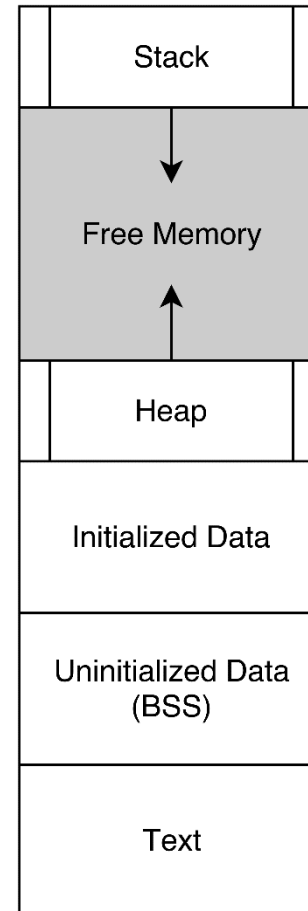 Stack
Free Memory
Heap
Initialized Data
Uninitialized Data
(BSS)
Text